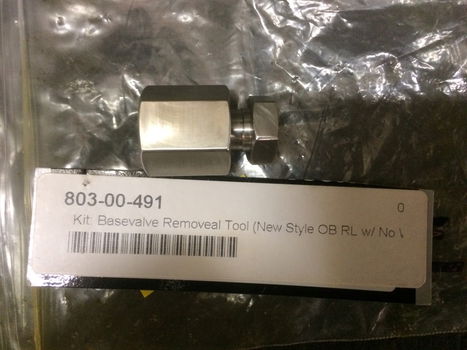 803-00-491
0
Kit: Basevalve Removeal Tool (New Style OB RL w/ No \